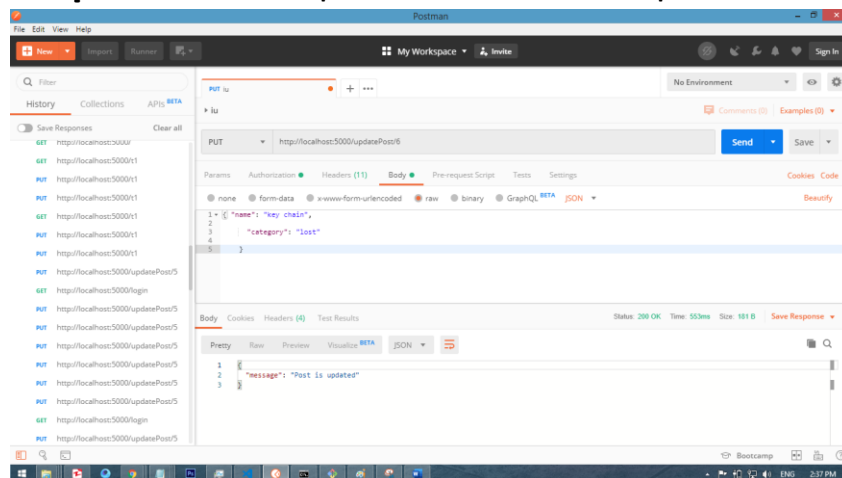 Postman
File Edit View Help
New Import Runner My Workspace Invite Sign In
Filter
History Collections APIs BETA
Save Responses Clear all
GET http://localhost:5000/
GET http://localhost:5000/t1
PUT http://localhost:5000/t1
PUT http://localhost:5000/t1
GET http://localhost:5000/t1
PUT http://localhost:5000/t1
PUT http://localhost:5000/t1
PUT http://localhost:5000/updatePost/5
GET http://localhost:5000/login
PUT http://localhost:5000/updatePost/5
PUT http://localhost:5000/updatePost/5
PUT http://localhost:5000/updatePost/5
PUT http://localhost:5000/updatePost/5
PUT http://localhost:5000/updatePost/5
PUT http://localhost:5000/updatePost/5
GET http://localhost:5000/login
PUT http://localhost:5000/updatePost/5
PUT iu
No Environment
iu
Comments (0) Examples (0)
PUT http://localhost:5000/updatePost/6 Send Save
Params Authorization Headers (11) Body Pre-request Script Tests Settings Cookies Code
none form-data x-www-form-urlencoded raw binary GraphQL BETA JSON Beautify
1 { "name": "key chain",
2
3 "category": "lost"
4
5 }
Body Cookies Headers (4) Test Results Status: 200 OK Time: 553ms Size: 181 B Save Response
Pretty Raw Preview Visualize BETA JSON
1 {
2 "message": "Post is updated"
3 }
Bootcamp
ENG 2:37 PM